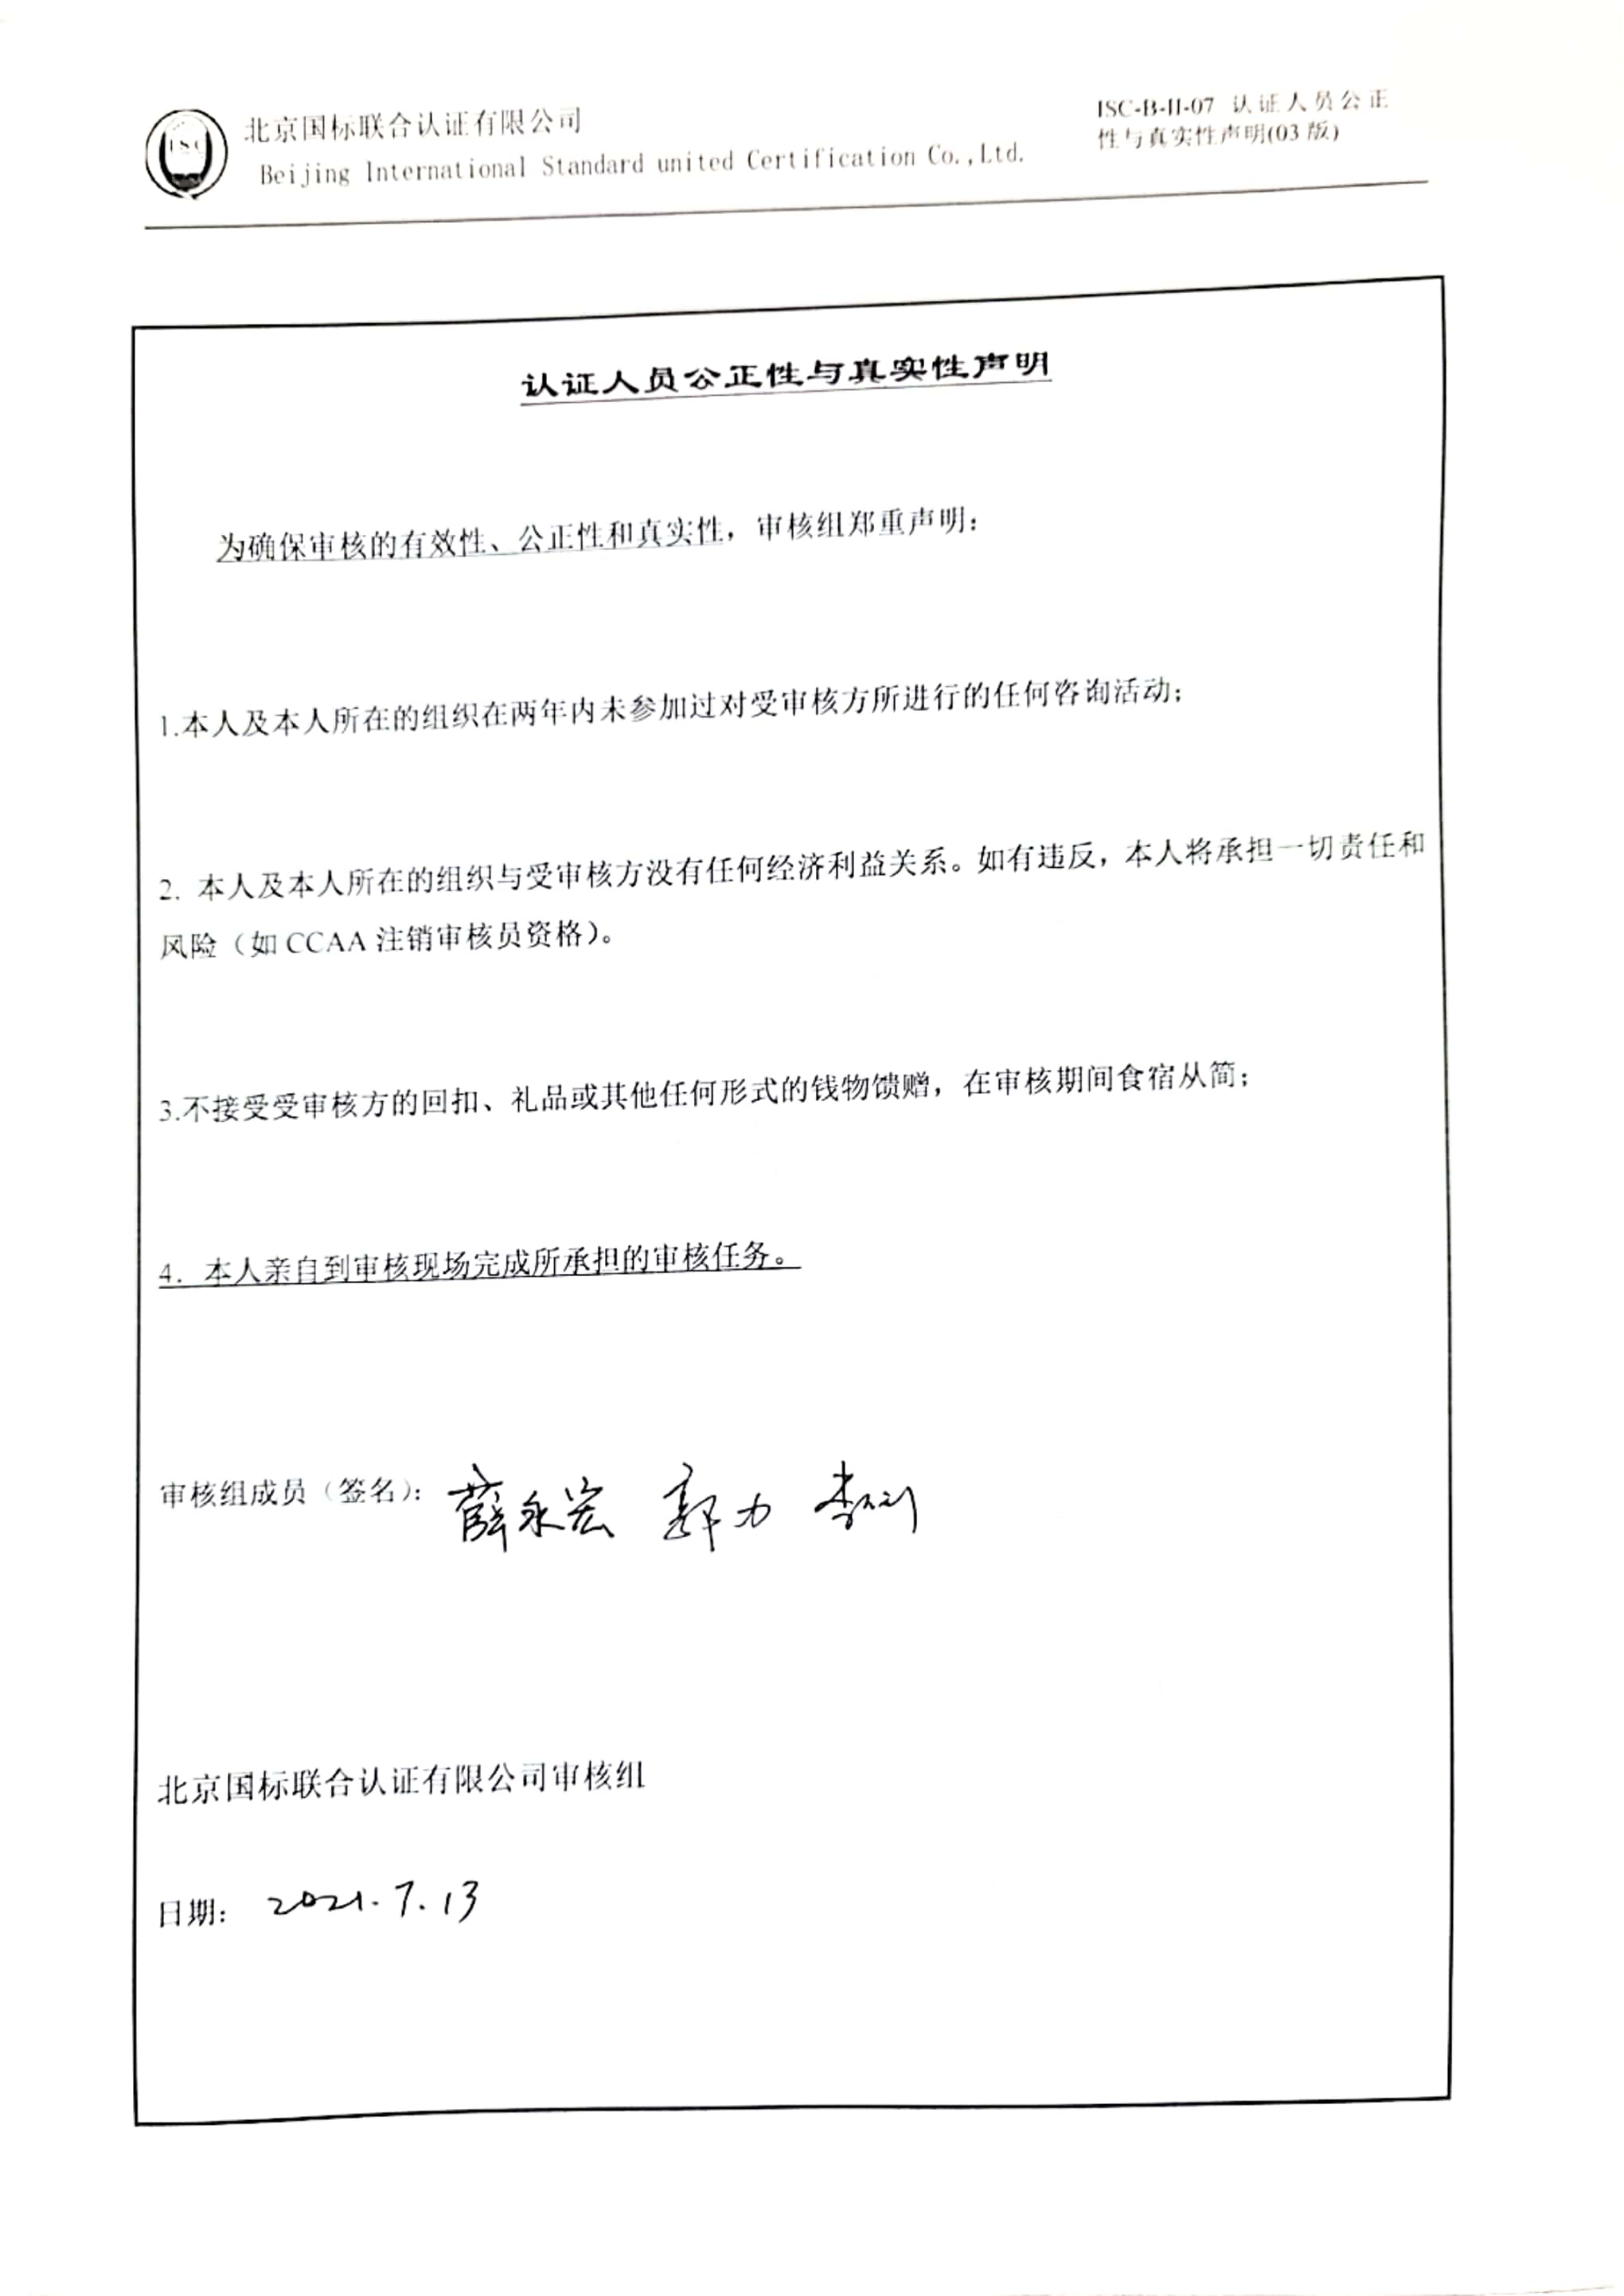 ISC
北京国标联合认证有限公司
Beijing International Standard united Certification Co.,Ltd.
ISC-B-II-07 认证人员公正
性与真实性声明(03 版)
认证人员公正性与真实性声明
为确保审核的有效性、公正性和真实性，审核组郑重声明：
1.本人及本人所在的组织在两年内未参加过对受审核方所进行的任何咨询活动；
2. 本人及本人所在的组织与受审核方没有任何经济利益关系。如有违反，本人将承担一切责任和
风险（如 CCAA 注销审核员资格）。
3.不接受受审核方的回扣、礼品或其他任何形式的钱物馈赠，在审核期间食宿从简；
4. 本人亲自到审核现场完成所承担的审核任务。
审核组成员（签名）： 薛永宏 郭力 李
北京国标联合认证有限公司审核组
日期： 2021.7.13